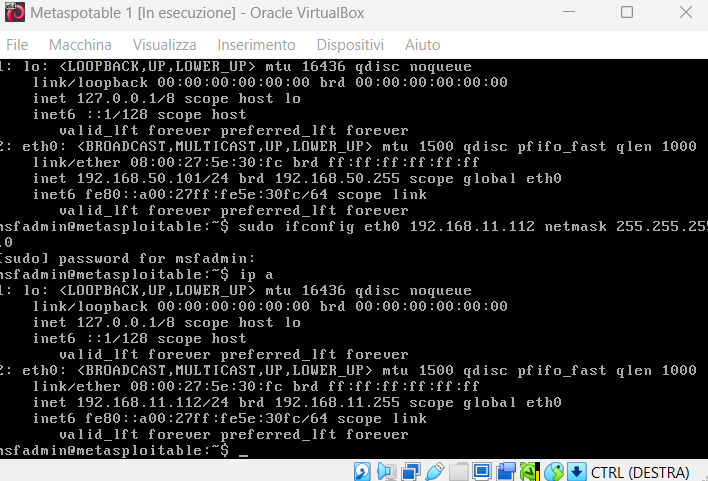 Metaspotable 1 [In esecuzione] - Oracle VirtualBox
File Macchina Visualizza Inserimento Dispositivi Aiuto
1: lo: <LOOPBACK,UP,LOWER_UP> mtu 16436 qdisc noqueue
link/loopback 00:00:00:00:00:00 brd 00:00:00:00:00:00
inet 127.0.0.1/8 scope host lo
inet6 ::1/128 scope host
valid_lft forever preferred_lft forever
2: eth0: <BROADCAST,MULTICAST,UP,LOWER_UP> mtu 1500 qdisc pfifo_fast qlen 1000
link/ether 08:00:27:5e:30:fc brd ff:ff:ff:ff:ff:ff
inet 192.168.50.101/24 brd 192.168.50.255 scope global eth0
inet6 fe80::a00:27ff:fe5e:30fc/64 scope link
valid_lft forever preferred_lft forever
msfadmin@metasploitable:~$ sudo ifconfig eth0 192.168.11.112 netmask 255.255.255
.0
[sudo] password for msfadmin:
msfadmin@metasploitable:~$ ip a
1: lo: <LOOPBACK,UP,LOWER_UP> mtu 16436 qdisc noqueue
link/loopback 00:00:00:00:00:00 brd 00:00:00:00:00:00
inet 127.0.0.1/8 scope host lo
inet6 ::1/128 scope host
valid_lft forever preferred_lft forever
2: eth0: <BROADCAST,MULTICAST,UP,LOWER_UP> mtu 1500 qdisc pfifo_fast qlen 1000
link/ether 08:00:27:5e:30:fc brd ff:ff:ff:ff:ff:ff
inet 192.168.11.112/24 brd 192.168.11.255 scope global eth0
inet6 fe80::a00:27ff:fe5e:30fc/64 scope link
valid_lft forever preferred_lft forever
msfadmin@metasploitable:~$ _
CTRL (DESTRA)